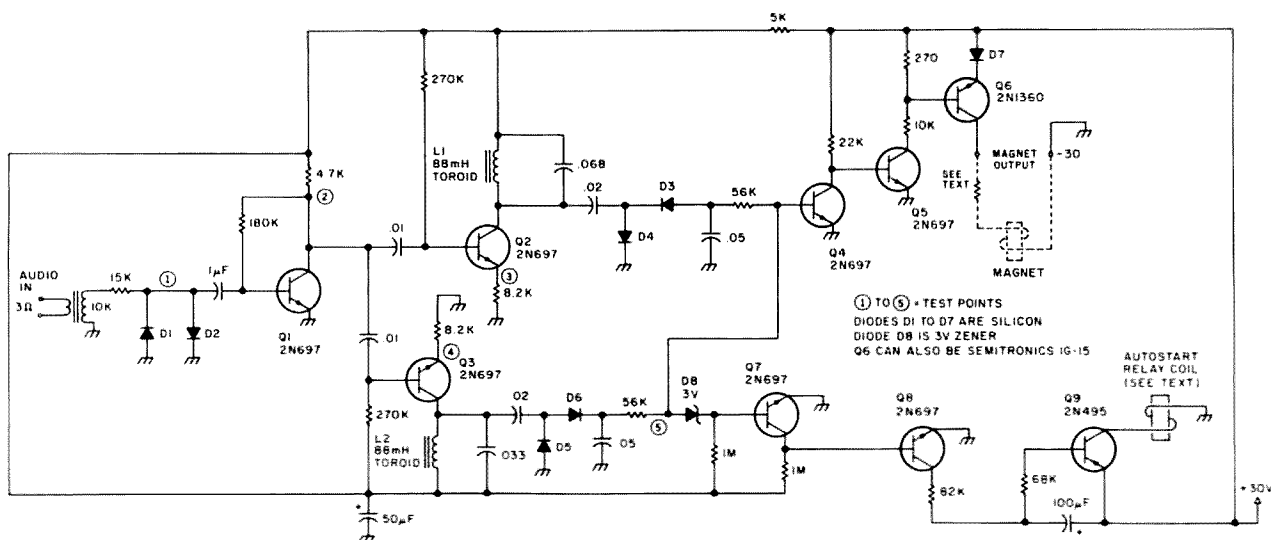 5K
270K
270
D7
Q6
2N1360
4.7K
2
180K
L1
88mH
TOROID
.068
22K
10K
MAGNET
OUTPUT
-30
SEE
TEXT
.02
D3
56K
.01
Q2
2N697
D4
.05
Q4
2N697
Q5
2N697
MAGNET
AUDIO
IN
3Ω
10K
15K
1
1µF
D1
D2
Q1
2N697
3
8.2K
1 TO 5 = TEST POINTS
DIODES D1 TO D7 ARE SILICON
DIODE D8 IS 3V ZENER
Q6 CAN ALSO BE SEMITRONICS IG-15
.01
8.2K
4
Q3
2N697
270K
L2
88mH
TOROID
.033
.02
D6
D5
.05
56K
5
D8
3V
Q7
2N697
1M
1M
Q8
2N697
82K
AUTOSTART
RELAY COIL
(SEE TEXT)
Q9
2N495
68K
100µF
+
+30V
+
50µF